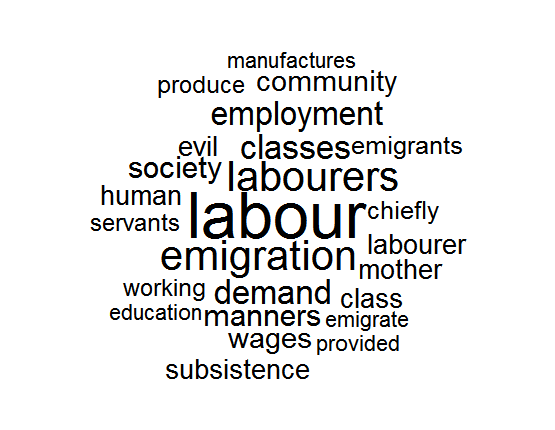 manufactures
produce community
employment
evil classes emigrants
society labourers
human labour chiefly
servants
emigration labourer
mother
working demand class
education manners emigrate
wages provided
subsistence